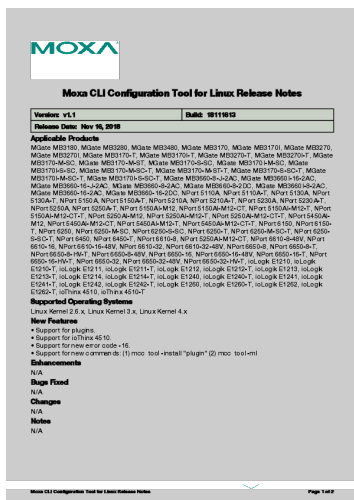 MOXA
Moxa CLI Configuration Tool for Linux Release Notes
Version: v1.1 Build: 18111613
Release Date: Nov 16, 2018
Applicable Products
MGate MB3180, MGate MB3280, MGate MB3480, MGate MB3170, MGate MB3170I, MGate MB3270,
MGate MB3270I, MGate MB3170-T, MGate MB3170I-T, MGate MB3270-T, MGate MB3270I-T, MGate
MB3170-M-SC, MGate MB3170-M-ST, MGate MB3170-S-SC, MGate MB3170I-M-SC, MGate
MB3170I-S-SC, MGate MB3170-M-SC-T, MGate MB3170-M-ST-T, MGate MB3170-S-SC-T, MGate
MB3170I-M-SC-T, MGate MB3170I-S-SC-T, MGate MB3660-8-J-2AC, MGate MB3660I-16-2AC,
MGate MB3660-16-J-2AC, MGate MB3660-8-2AC, MGate MB3660-8-2DC, MGate MB3660I-8-2AC,
MGate MB3660-16-2AC, MGate MB3660-16-2DC, NPort 5110A, NPort 5110A-T, NPort 5130A, NPort
5130A-T, NPort 5150A, NPort 5150A-T, NPort 5210A, NPort 5210A-T, NPort 5230A, NPort 5230A-T,
NPort 5250A, NPort 5250A-T, NPort 5150AI-M12, NPort 5150AI-M12-CT, NPort 5150AI-M12-T, NPort
5150AI-M12-CT-T, NPort 5250AI-M12, NPort 5250AI-M12-T, NPort 5250AI-M12-CT-T, NPort 5450AI-
M12, NPort 5450AI-M12-CT, NPort 5450AI-M12-T, NPort 5450AI-M12-CT-T, NPort 6150, NPort 6150-
T, NPort 6250, NPort 6250-M-SC, NPort 6250-S-SC, NPort 6250-T, NPort 6250-M-SC-T, NPort 6250-
S-SC-T, NPort 6450, NPort 6450-T, NPort 6610-8, NPort 5250AI-M12-CT, NPort 6610-8-48V, NPort
6610-16, NPort 6610-16-48V, NPort 6610-32, NPort 6610-32-48V, NPort 6650-8, NPort 6650-8-T,
NPort 6650-8-HV-T, NPort 6650-8-48V, NPort 6650-16, NPort 6650-16-48V, NPort 6650-16-T, NPort
6650-16-HV-T, NPort 6650-32, NPort 6650-32-48V, NPort 6650-32-HV-T, ioLogik E1210, ioLogik
E1210-T, ioLogik E1211, ioLogik E1211-T, ioLogik E1212, ioLogik E1212-T, ioLogik E1213, ioLogik
E1213-T, ioLogik E1214, ioLogik E1214-T, ioLogik E1240, ioLogik E1240-T, ioLogik E1241, ioLogik
E1241-T, ioLogik E1242, ioLogik E1242-T, ioLogik E1260, ioLogik E1260-T, ioLogik E1262, ioLogik
E1262-T, ioThinx 4510, ioThinx 4510-T
Supported Operating Systems
Linux Kernel 2.6.x, Linux Kernel 3.x, Linux Kernel 4.x
New Features
• Support for plugins.
• Support for ioThinx 4510.
• Support for new error code -16.
• Support for new commands: (1) mcc_tool -install "plugin" (2) mcc_tool -ml
Enhancements
N/A
Bugs Fixed
N/A
Changes
N/A
Notes
N/A
Moxa CLI Configuration Tool for Linux Release Notes Page 1 of 2